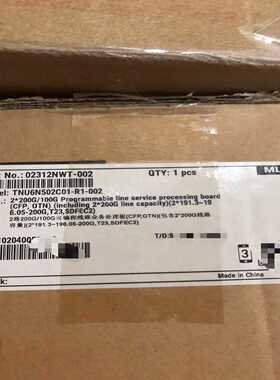 No.:02312NWT-002
QTY: 1 pcs
el: TNU6N502C01-R1-002
2*200G/100G Programmable line service processing board
(CFP, OTN) (including 2*200G line capacity)(2*191.3~19
6.05-200G,T23,SDFEC2)
2路200G/100G可编程线路业务处理板(CFP,OTN)(包含2*200G线路
容量)(2*191.3~196.05-200G,T23,SDFEC2)
1020400
T/O:S
3
Made in China
rk: